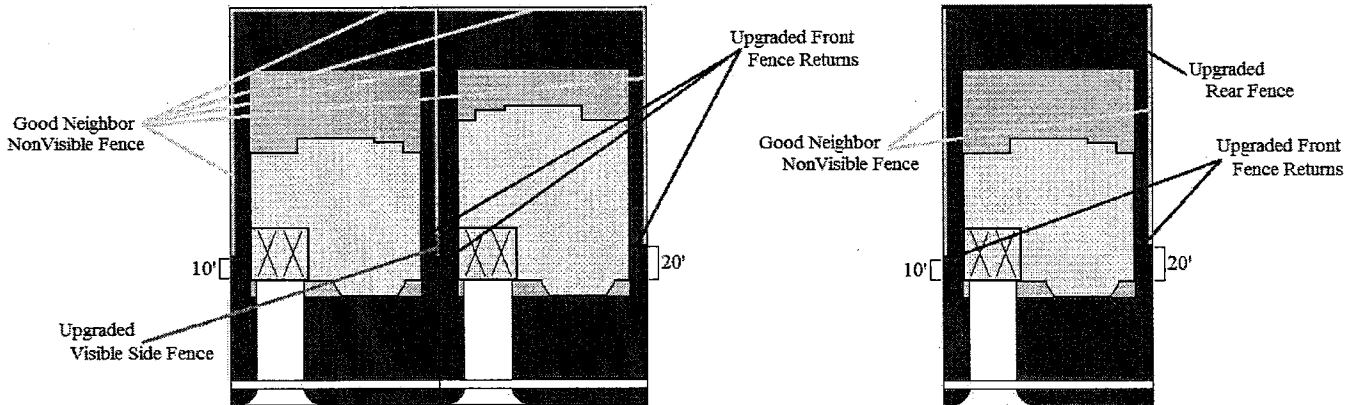 Upgraded Front
Fence Returns
Good Neighbor
NonVisible Fence
10'
20'
Upgraded
Visible Side Fence
Upgraded
Rear Fence
Good Neighbor
NonVisible Fence
Upgraded Front
Fence Returns
10'
20'